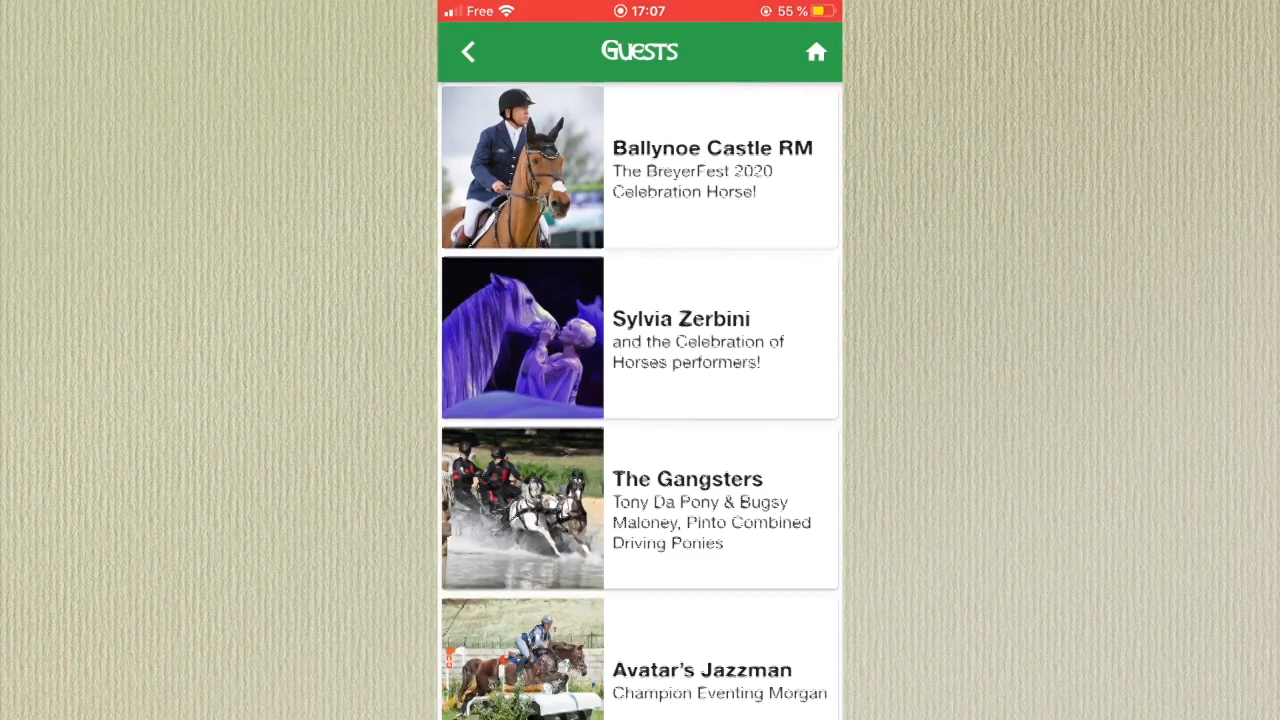 Free
17:07
55 %
Guests
Ballynoe Castle RM
The BreyerFest 2020
Celebration Horse!
Sylvia Zerbini
and the Celebration of
Horses performers!
The Gangsters
Tony Da Pony & Bugsy
Maloney, Pinto Combined
Driving Ponies
Avatar's Jazzman
Champion Eventing Morgan